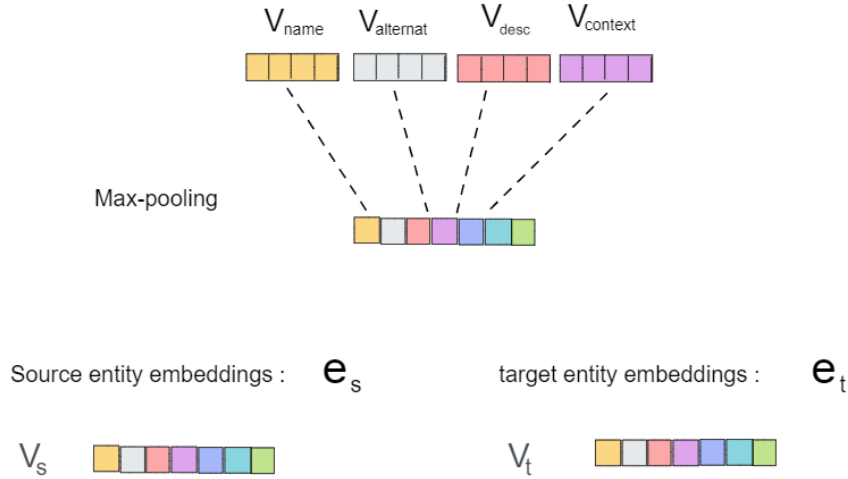 Vname Valternat Vdesc Vcontext
Max-pooling
Source entity embeddings : es
target entity embeddings : et
Vs
Vt